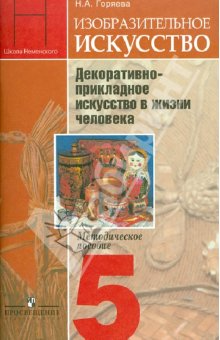 Н.А. Горяева
Школа Неменского
ИЗОБРАЗИТЕЛЬНОЕ
ИСКУССТВО
Декоративно-
прикладное
искусство в жизни
человека
Методическое
пособие
5
ПРОСВЕЩЕНИЕ